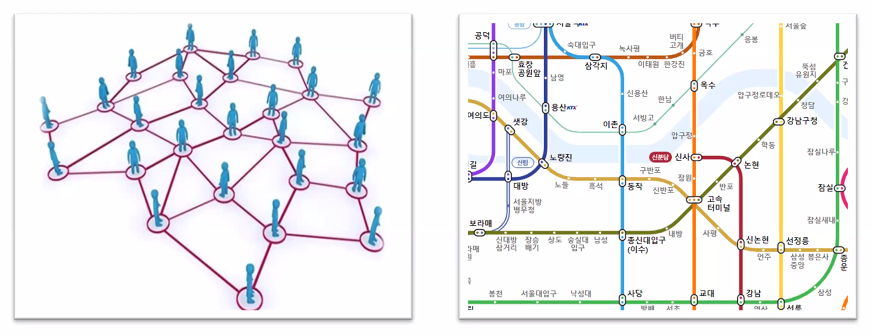 공덕
효창
공원앞
숙대입구
삼각지
녹사평
이태원
한강진
버티
고개
금호
응봉
서울숲
마포
남영
여의나루
신용산
용산
서빙고
한남
옥수
압구정로데오
뚝섬
유원지
청담
강남구청
여의도
샛강
이촌
압구정
학동
신림
노량진
신분당
신사
논현
잠실나루
대방
노들
흑석
동작
구반포
신반포
잠원
반포
고속
터미널
잠실
서울지방
병무청
보라매
신대방
삼거리
장승
배기
상도
숭실대
입구
남성
총신대입구
(이수)
내방
사평
신논현
언주
선정릉
삼성
중앙
봉은사
잠실새내
종합
운
봉천
서울대입구
낙성대
사당
방배
서초
교대
강남
역삼
선릉
삼성